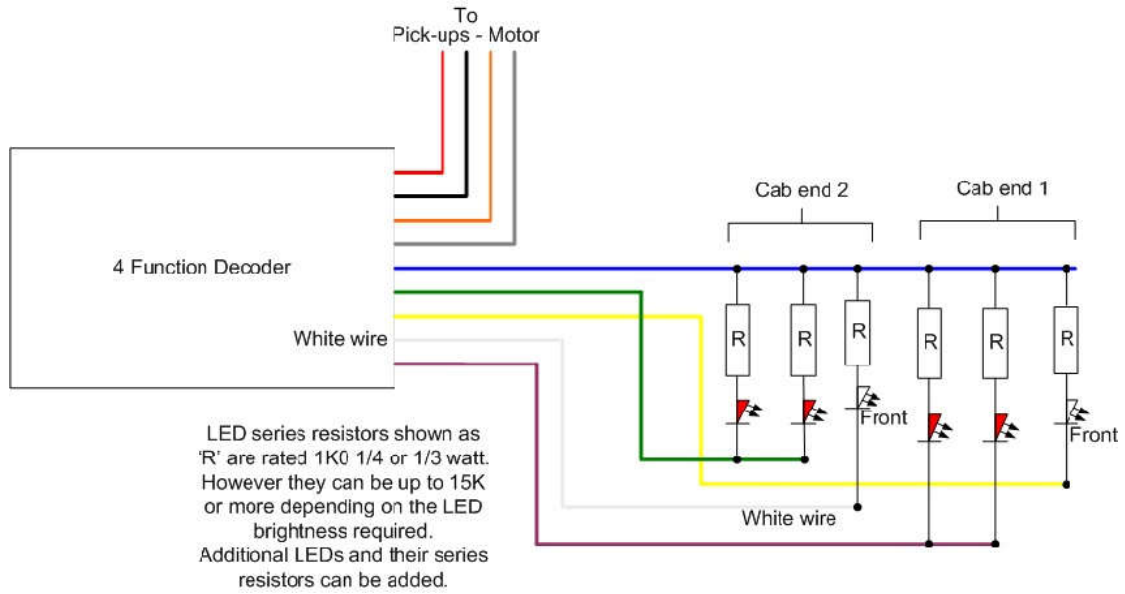 To
Pick-ups - Motor
Cab end 2
Cab end 1
4 Function Decoder
White wire
R
R
R
R
R
R
Front
Front
White wire
LED series resistors shown as
‘R’ are rated 1K0 1/4 or 1/3 watt.
However they can be up to 15K
or more depending on the LED
brightness required.
Additional LEDs and their series
resistors can be added.